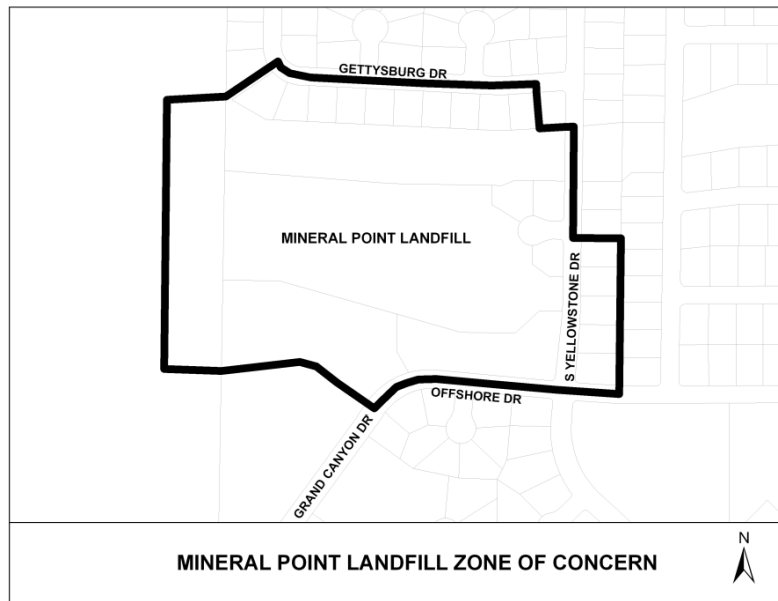 GETTYSBURG DR
MINERAL POINT LANDFILL
S YELLOWSTONE DR
OFFSHORE DR
GRAND CANYON DR
MINERAL POINT LANDFILL ZONE OF CONCERN
N